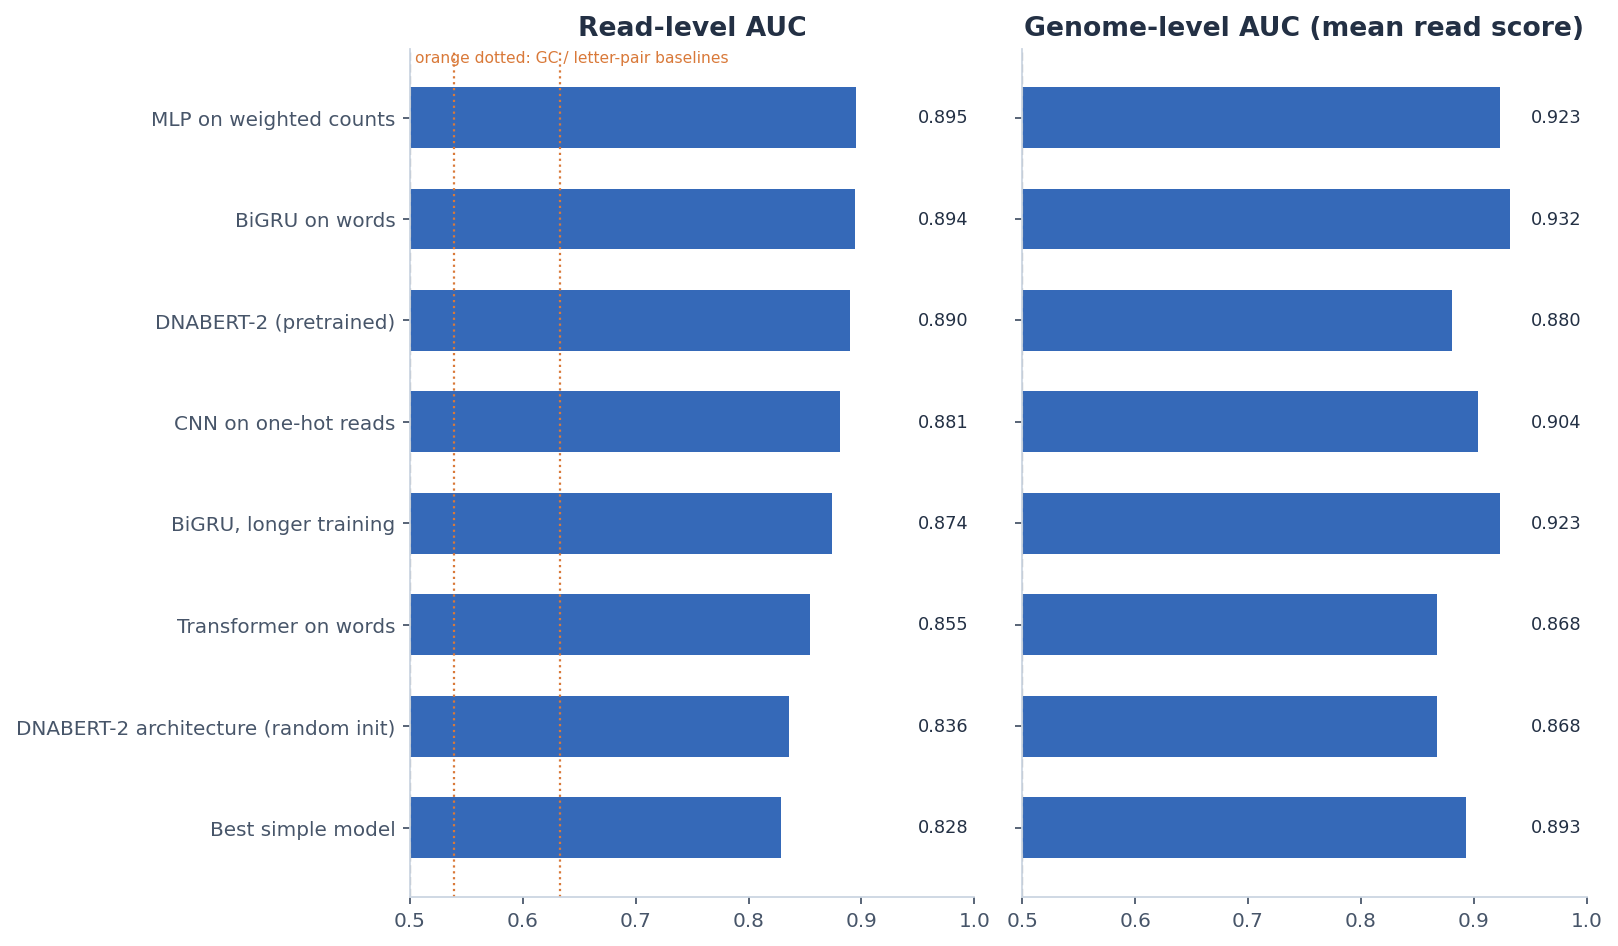 Read-level AUC
Genome-level AUC (mean read score)
orange dotted: GC / letter-pair baselines
MLP on weighted counts
0.895
0.923
BiGRU on words
0.894
0.932
DNABERT-2 (pretrained)
0.890
0.880
CNN on one-hot reads
0.881
0.904
BiGRU, longer training
0.874
0.923
Transformer on words
0.855
0.868
DNABERT-2 architecture (random init)
0.836
0.868
Best simple model
0.828
0.893
0.5 0.6 0.7 0.8 0.9 1.0
0.5 0.6 0.7 0.8 0.9 1.0